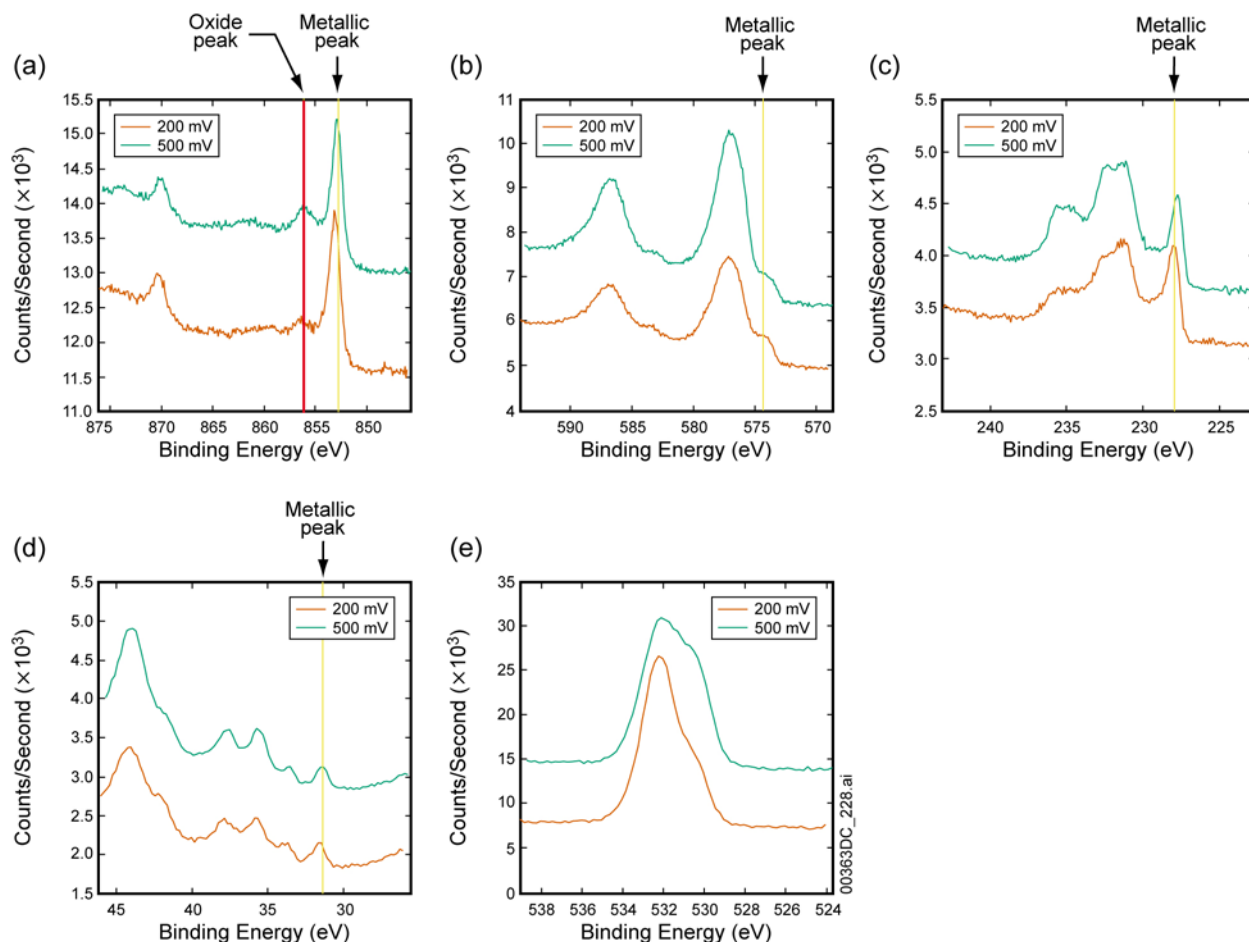 Oxide peak
Metallic peak
(a)
15.5
15.0
14.5
14.0
13.5
13.0
12.5
12.0
11.5
11.0
Counts/Second (×10³)
200 mV
500 mV
875 870 865 860 855 850
Binding Energy (eV)
Metallic peak
(b)
11
10
9
8
7
6
5
4
Counts/Second (×10³)
200 mV
500 mV
590 585 580 575 570
Binding Energy (eV)
Metallic peak
(c)
5.5
5.0
4.5
4.0
3.5
3.0
2.5
Counts/Second (×10³)
200 mV
500 mV
240 235 230 225
Binding Energy (eV)
Metallic peak
(d)
5.5
5.0
4.5
4.0
3.5
3.0
2.5
2.0
1.5
Counts/Second (×10³)
200 mV
500 mV
45 40 35 30
Binding Energy (eV)
(e)
35
30
25
20
15
10
5
0
Counts/Second (×10³)
200 mV
500 mV
538 536 534 532 530 528 526 524
Binding Energy (eV)
00363DC_228.ai